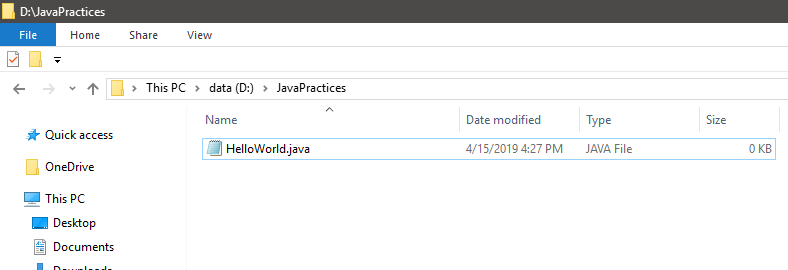 D:\JavaPractices
File Home Share View
This PC data (D:) JavaPractices
Name Date modified Type Size
Quick access
HelloWorld.java 4/15/2019 4:27 PM JAVA File 0 KB
OneDrive
This PC
Desktop
Documents
Downloads